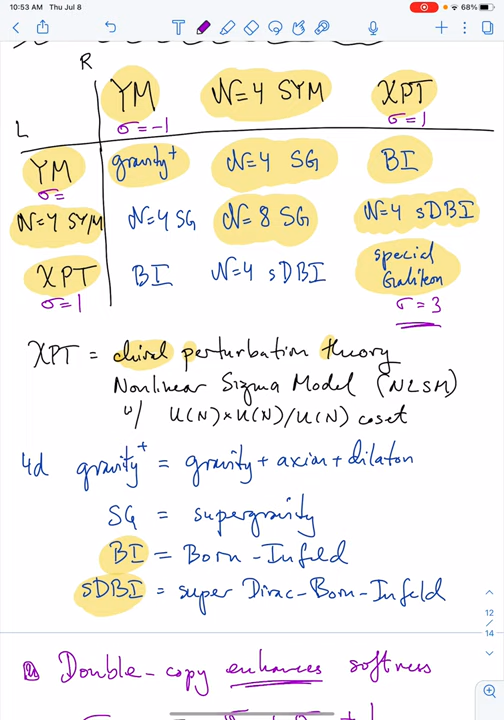 10:53 AM Thu Jul 8
68%
R
L
YM
N=4 SYM
XPT
σ=-1
σ=1
YM
gravity⁺
N=4 SG
BI
σ=
N=4 SYM
N=4 SG
N=8 SG
N=4 sDBI
XPT
BI
N=4 sDBI
special Galileon
σ=1
σ=3
XPT = chiral perturbation theory
Nonlinear Sigma Model (NLSM)
w/ U(N)×U(N)/U(N) coset
4d gravity⁺ = gravity + axion + dilaton
SG = supergravity
BI = Born-Infeld
sDBI = super Dirac-Born-Infeld
12
/
14
Double-copy enhances softness